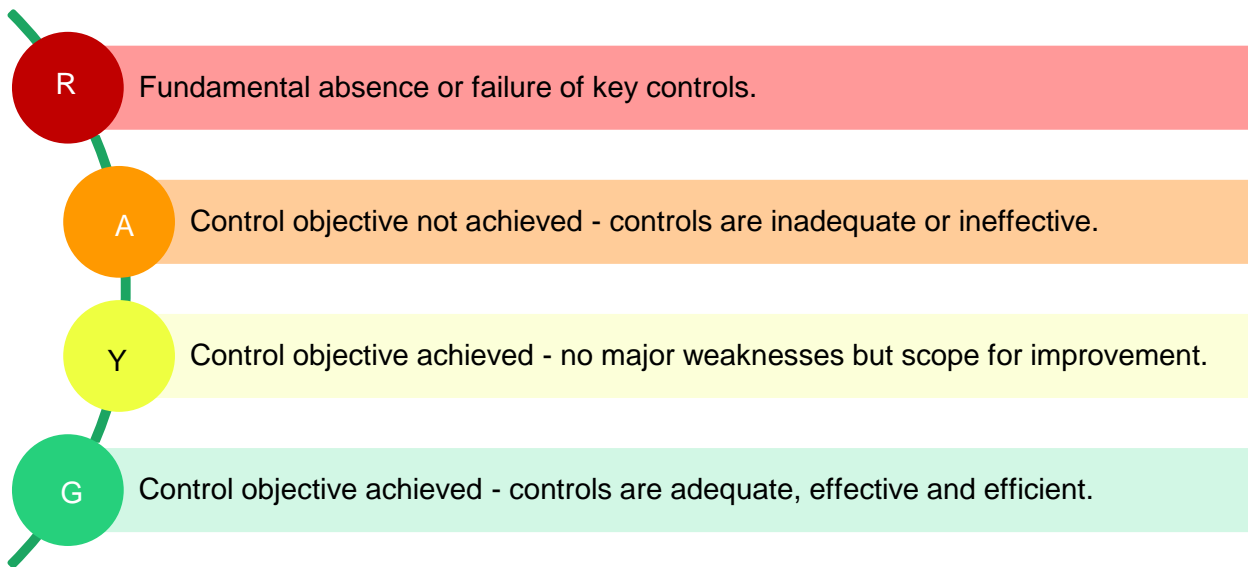 R
Fundamental absence or failure of key controls.
A
Control objective not achieved - controls are inadequate or ineffective.
Y
Control objective achieved - no major weaknesses but scope for improvement.
G
Control objective achieved - controls are adequate, effective and efficient.